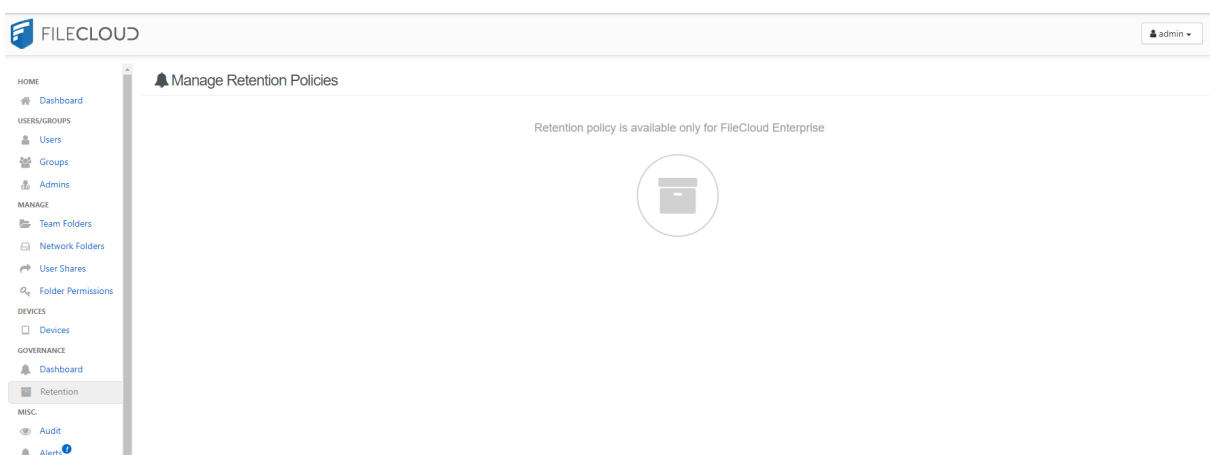 FILECLOUD
admin
HOME
Dashboard
USERS/GROUPS
Users
Groups
Admins
MANAGE
Team Folders
Network Folders
User Shares
Folder Permissions
DEVICES
Devices
GOVERNANCE
Dashboard
Retention
MISC.
Audit
Alerts
Manage Retention Policies
Retention policy is available only for FileCloud Enterprise